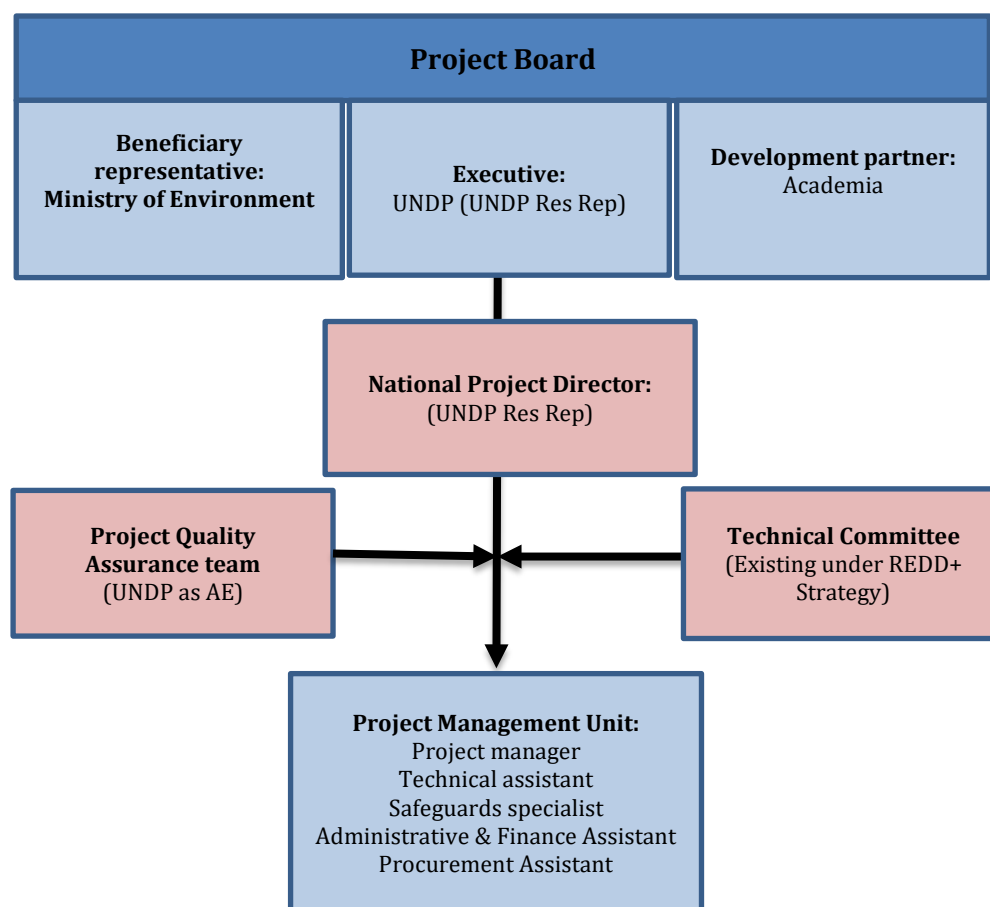 Project Board
Beneficiary
representative:
Ministry of Environment
Executive:
UNDP (UNDP Res Rep)
Development partner:
Academia
National Project Director:
(UNDP Res Rep)
Project Quality
Assurance team
(UNDP as AE)
Technical Committee
(Existing under REDD+
Strategy)
Project Management Unit:
Project manager
Technical assistant
Safeguards specialist
Administrative & Finance Assistant
Procurement Assistant